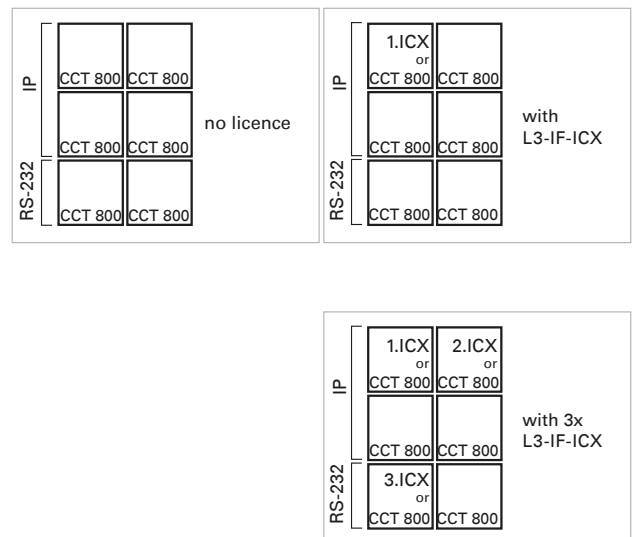 IP
CCT 800 CCT 800
CCT 800 CCT 800
no licence
RS-232
CCT 800 CCT 800
IP
1.ICX
or
CCT 800 CCT 800
CCT 800 CCT 800
with
L3-IF-ICX
RS-232
CCT 800 CCT 800
IP
1.ICX 2.ICX
or or
CCT 800 CCT 800
CCT 800 CCT 800
with 3x
L3-IF-ICX
RS-232
3.ICX
or
CCT 800 CCT 800